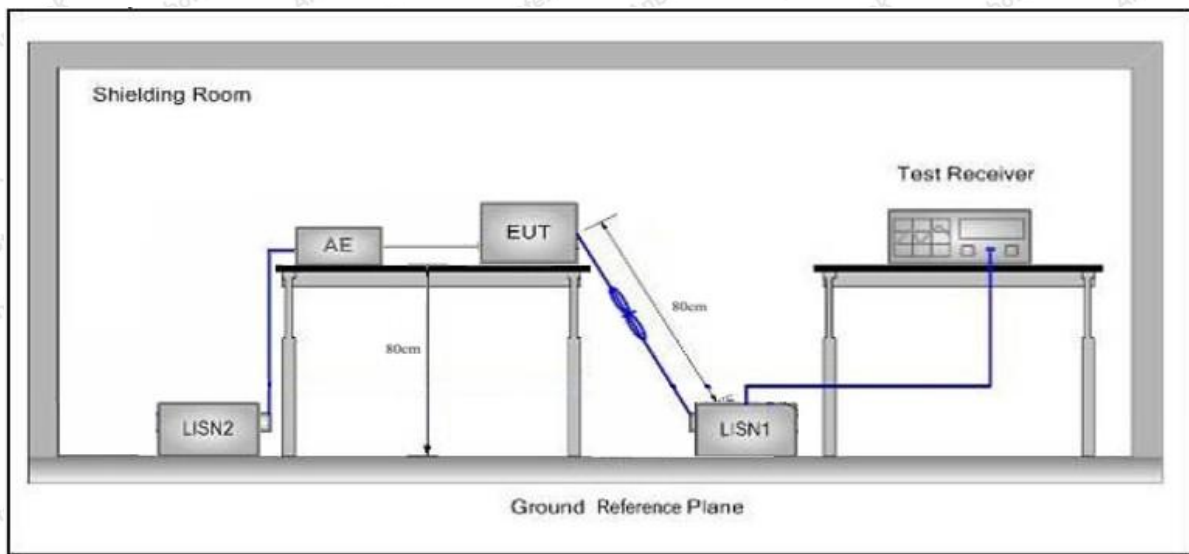 Shielding Room
Test Receiver
AE
EUT
80cm
80cm
LISN2
LISN1
Ground Reference Plane